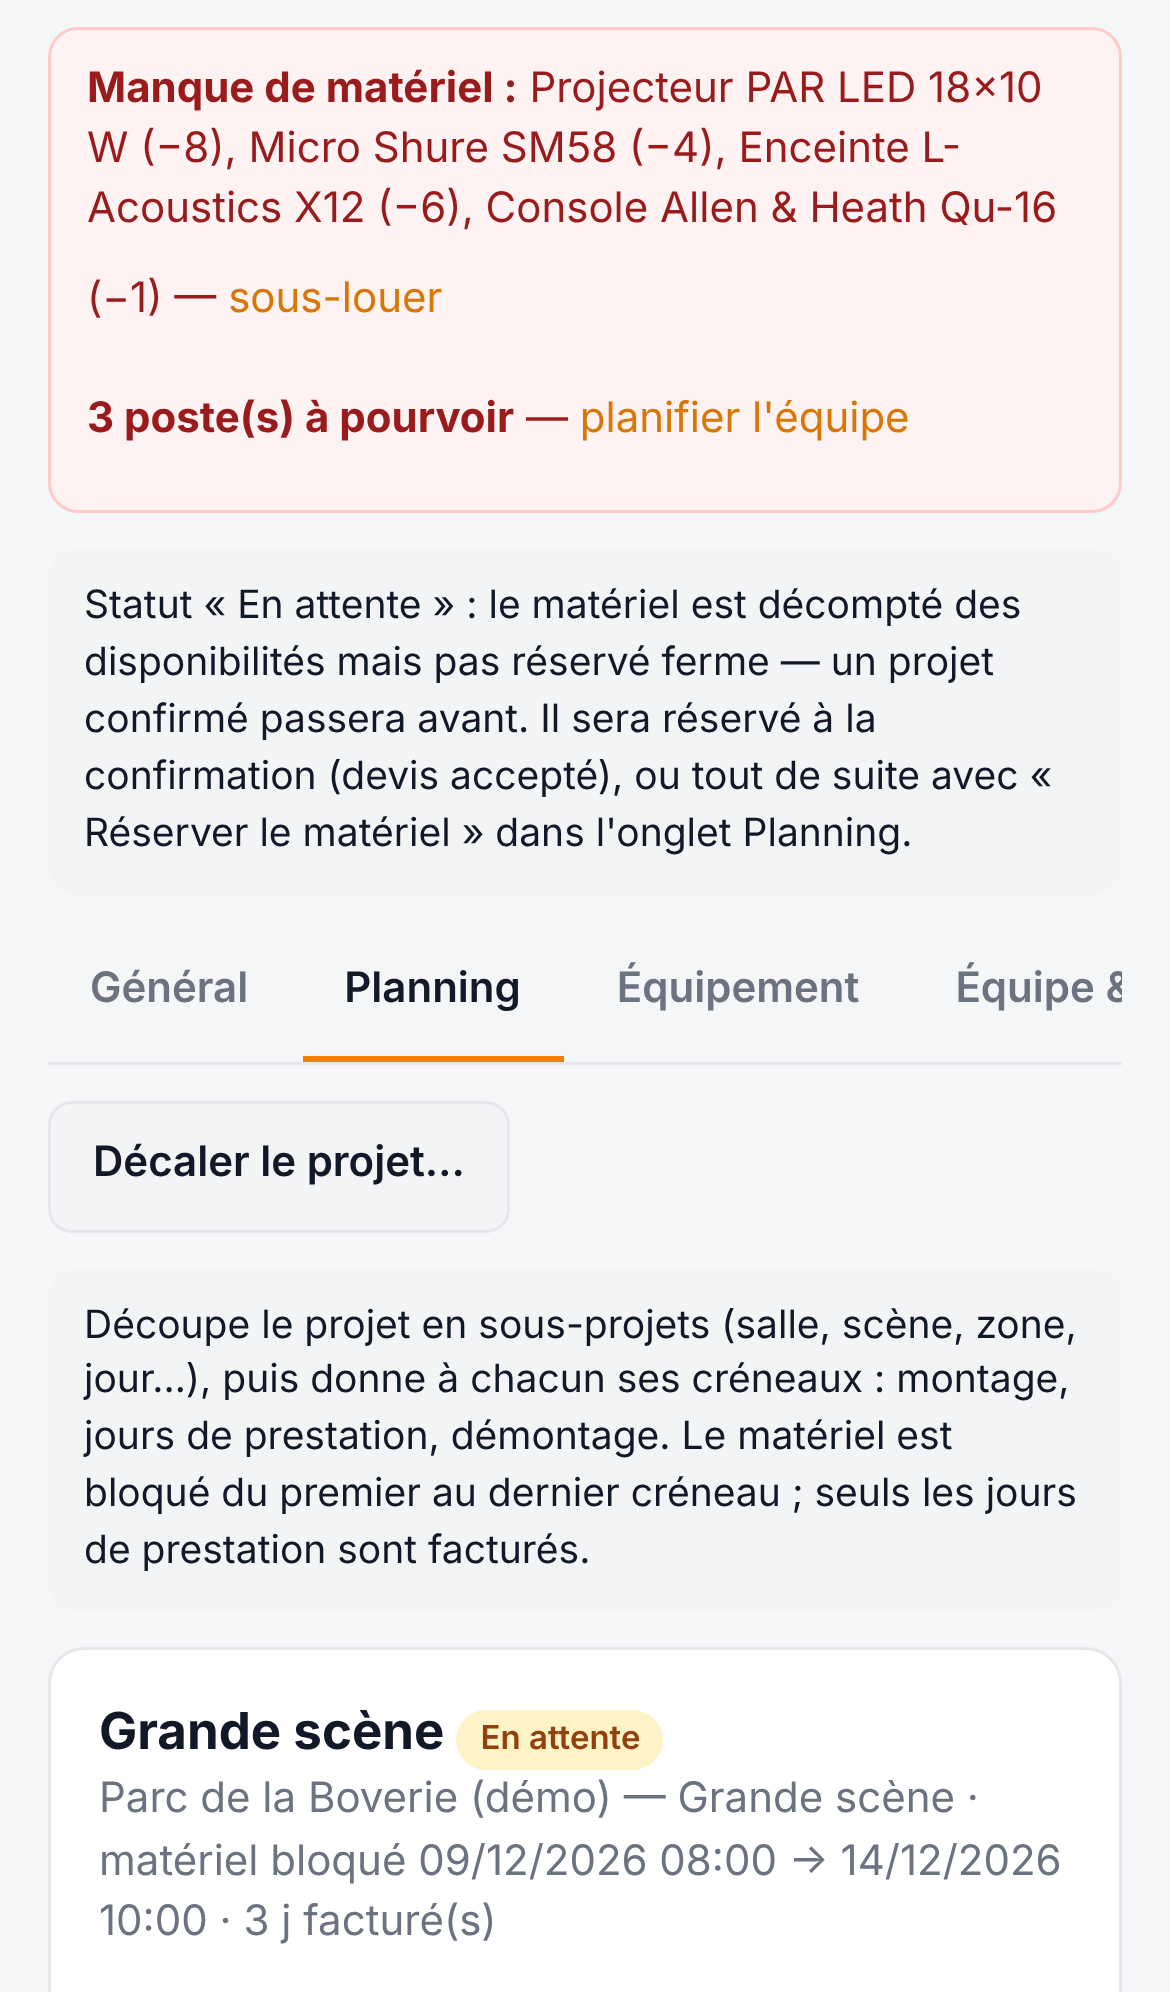 Manque de matériel : Projecteur PAR LED 18×10
W (−8), Micro Shure SM58 (−4), Enceinte L-
Acoustics X12 (−6), Console Allen & Heath Qu-16
(−1) — sous-louer
3 poste(s) à pourvoir — planifier l'équipe
Statut « En attente » : le matériel est décompté des
disponibilités mais pas réservé ferme — un projet
confirmé passera avant. Il sera réservé à la
confirmation (devis accepté), ou tout de suite avec «
Réserver le matériel » dans l'onglet Planning.
Général Planning Équipement Équipe &
Décaler le projet…
Découpe le projet en sous-projets (salle, scène, zone,
jour…), puis donne à chacun ses créneaux : montage,
jours de prestation, démontage. Le matériel est
bloqué du premier au dernier créneau ; seuls les jours
de prestation sont facturés.
Grande scène En attente
Parc de la Boverie (démo) — Grande scène ·
matériel bloqué 09/12/2026 08:00 → 14/12/2026
10:00 · 3 j facturé(s)